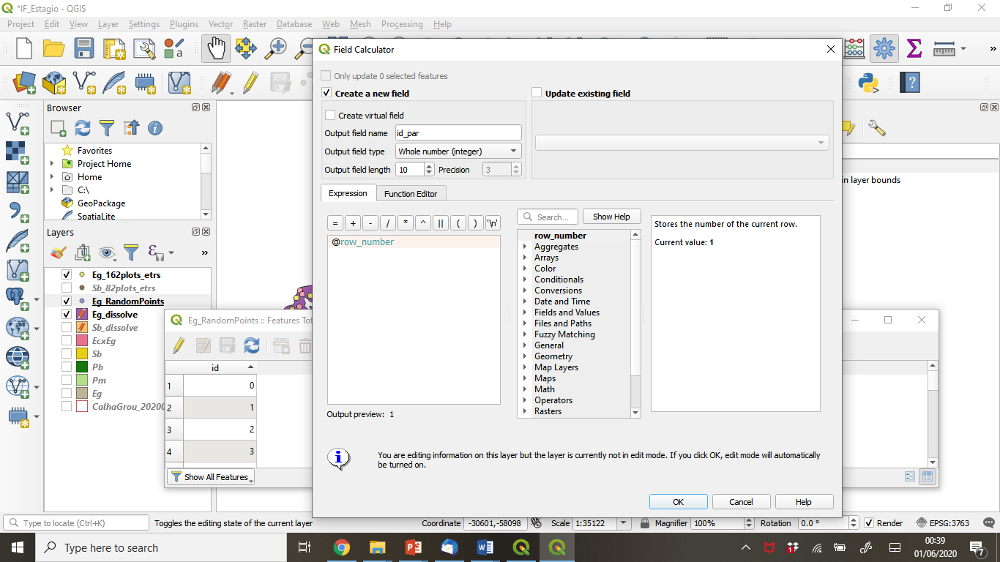 *IF_Estagio - QGIS
Project Edit View Layer Settings Plugins Vector Raster Database Web Mesh Processing Help
Browser
Favorites
Project Home
Home
C:\
GeoPackage
SpatiaLite
Layers
Eg_162plots_etrs
Sb_82plots_etrs
Eg_RandomPoints
Eg_dissolve
Sb_dissolve
EcxEg
Sb
Pb
Pm
Eg
CalhaGrou_2020
Eg_RandomPoints :: Features Tot
id
1 0
2 1
3 2
4 3
Show All Features
Field Calculator
Only update 0 selected features
Create a new field
Update existing field
Create virtual field
Output field name id_par
Output field type Whole number (integer)
Output field length 10 Precision 3
Expression Function Editor
= + - / * ^ || ( ) '\n'
@row_number
Output preview: 1
Search... Show Help
row_number
Aggregates
Arrays
Color
Conditionals
Conversions
Date and Time
Fields and Values
Files and Paths
Fuzzy Matching
General
Geometry
Map Layers
Maps
Math
Operators
Rasters
Stores the number of the current row.
Current value: 1
You are editing information on this layer but the layer is currently not in edit mode. If you click OK, edit mode will automatically
be turned on.
OK Cancel Help
in layer bounds
Type to locate (Ctrl+K) Toggles the editing state of the current layer Coordinate -30601,-58098 Scale 1:35122 Magnifier 100% Rotation 0.0 ° Render EPSG:3763
Type here to search
00:39
01/06/2020
7